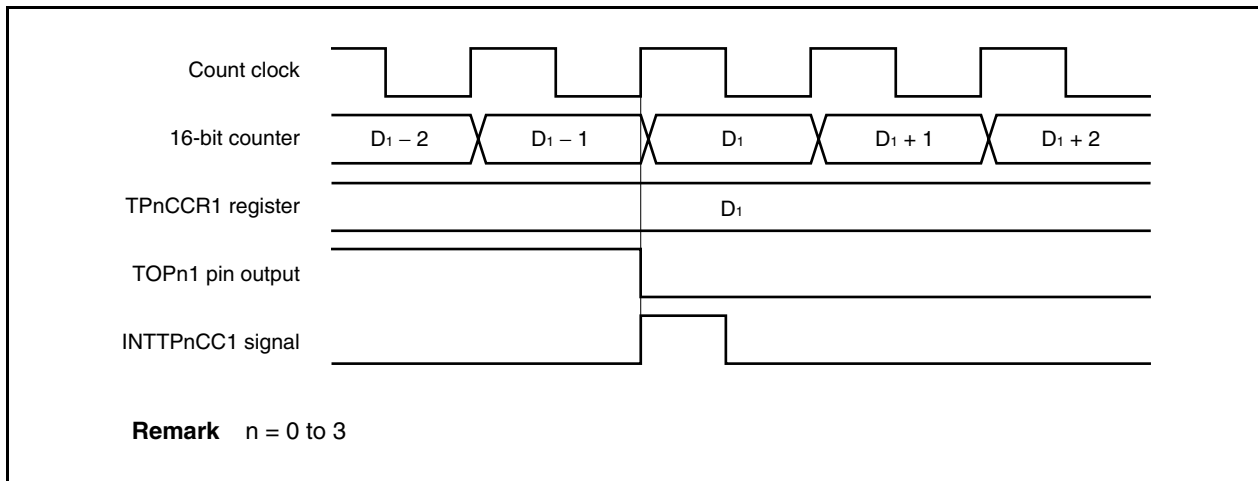 Count clock
16-bit counter
D₁ − 2
D₁ − 1
D₁
D₁ + 1
D₁ + 2
TPnCCR1 register
D₁
TOPn1 pin output
INTTPnCC1 signal
Remark n = 0 to 3